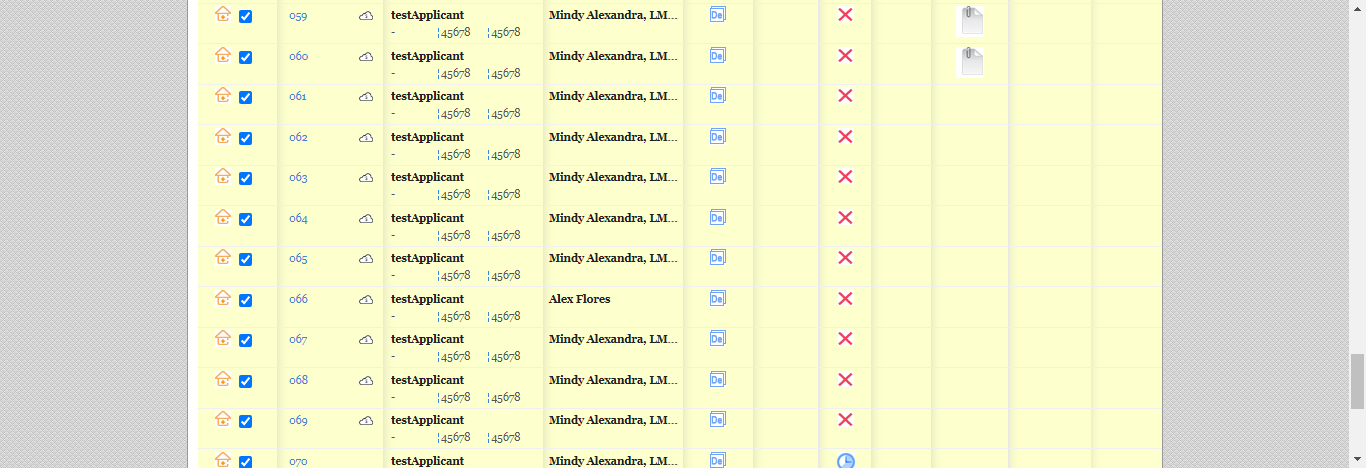 059 testApplicant Mindy Alexandra, LM... De
- ¦45678 ¦45678
060 testApplicant Mindy Alexandra, LM... De
- ¦45678 ¦45678
061 testApplicant Mindy Alexandra, LM... De
- ¦45678 ¦45678
062 testApplicant Mindy Alexandra, LM... De
- ¦45678 ¦45678
063 testApplicant Mindy Alexandra, LM... De
- ¦45678 ¦45678
064 testApplicant Mindy Alexandra, LM... De
- ¦45678 ¦45678
065 testApplicant Mindy Alexandra, LM... De
- ¦45678 ¦45678
066 testApplicant Alex Flores De
- ¦45678 ¦45678
067 testApplicant Mindy Alexandra, LM... De
- ¦45678 ¦45678
068 testApplicant Mindy Alexandra, LM... De
- ¦45678 ¦45678
069 testApplicant Mindy Alexandra, LM... De
- ¦45678 ¦45678
070 testApplicant Mindy Alexandra, LM... De